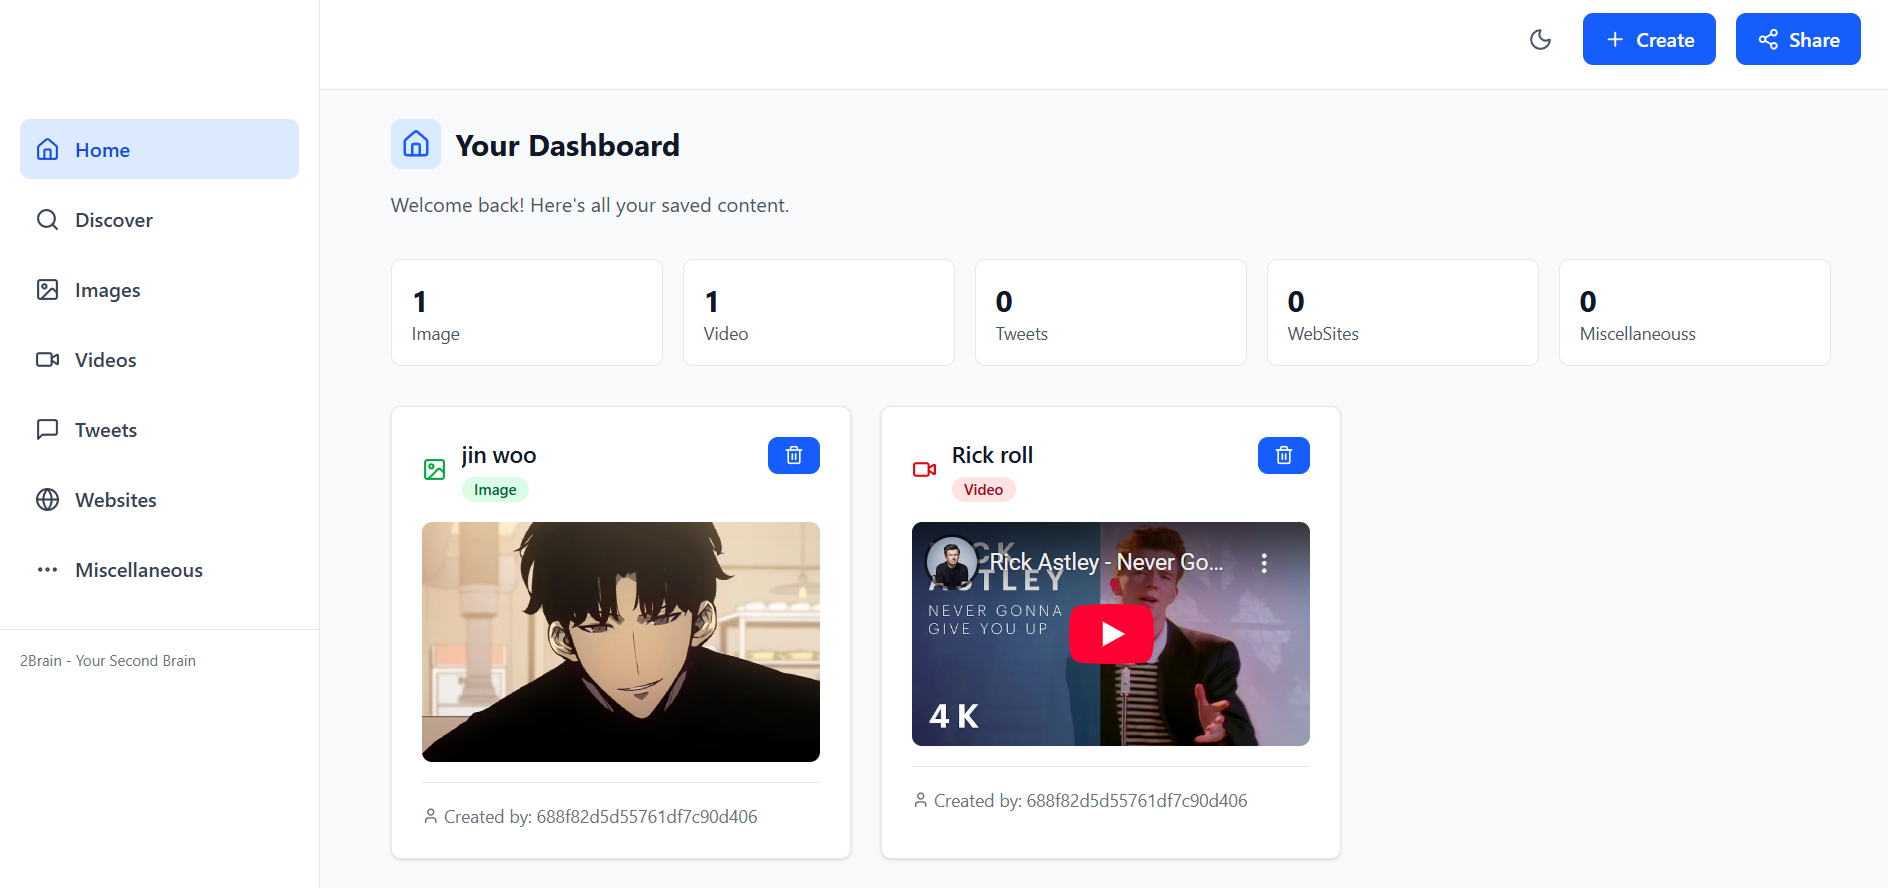 Create
Share
Home
Discover
Images
Videos
Tweets
Websites
Miscellaneous
2Brain - Your Second Brain
Your Dashboard
Welcome back! Here's all your saved content.
1
Image
1
Video
0
Tweets
0
WebSites
0
Miscellaneouss
jin woo
Image
Created by: 688f82d5d55761df7c90d406
Rick roll
Video
Rick Astley - Never Go...
ASTLEY
NEVER GONNA
GIVE YOU UP
4K
Created by: 688f82d5d55761df7c90d406